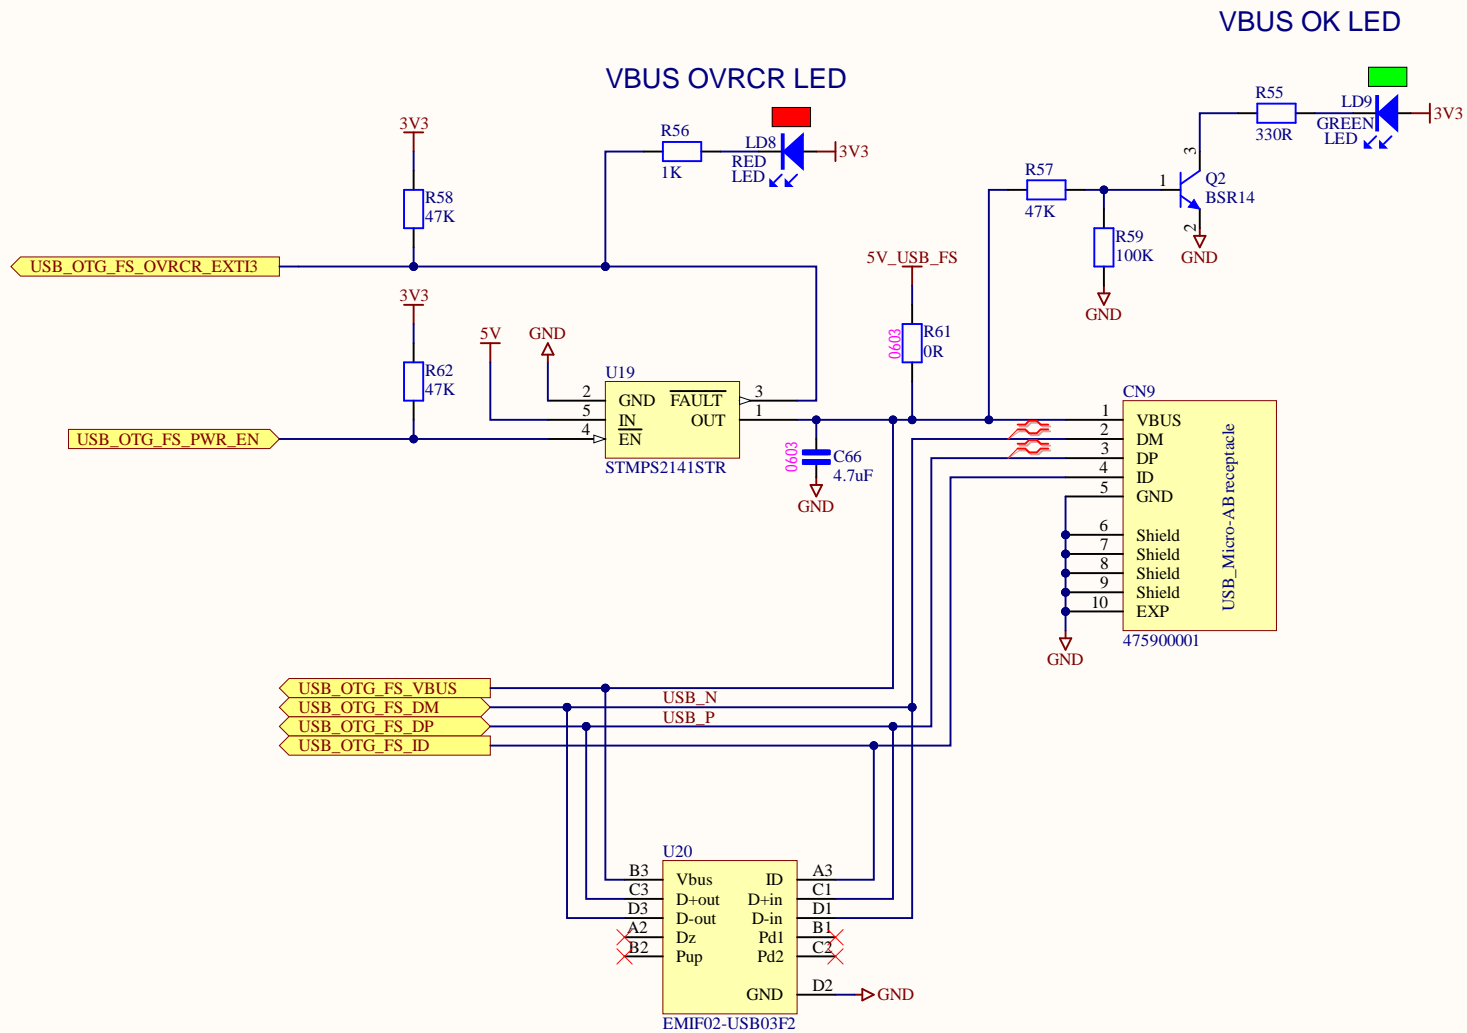 VBUS OK LED
VBUS OVRCR LED
R55
330R
LD9
GREEN
LED
3V3
3V3
R56
1K
LD8
RED
LED
3V3
R58
47K
R57
47K
1
3
2
Q2
BSR14
GND
R59
100K
GND
USB_OTG_FS_OVRCR_EXTI3
5V_USB_FS
3V3
5V
GND
0603
R61
0R
R62
47K
U19
2
GND
FAULT
3
5
IN
OUT
1
4
EN
STMPS2141STR
USB_OTG_FS_PWR_EN
0603
C66
4.7uF
GND
CN9
1
VBUS
2
DM
3
DP
4
ID
5
GND
6
Shield
7
Shield
8
Shield
9
Shield
10
EXP
USB_Micro-AB receptacle
475900001
GND
USB_OTG_FS_VBUS
USB_OTG_FS_DM
USB_N
USB_OTG_FS_DP
USB_P
USB_OTG_FS_ID
U20
B3
Vbus
ID
A3
C3
D+out
D+in
C1
D3
D-out
D-in
D1
A2
Dz
Pd1
B1
B2
Pup
Pd2
C2
GND
D2
GND
EMIF02-USB03F2